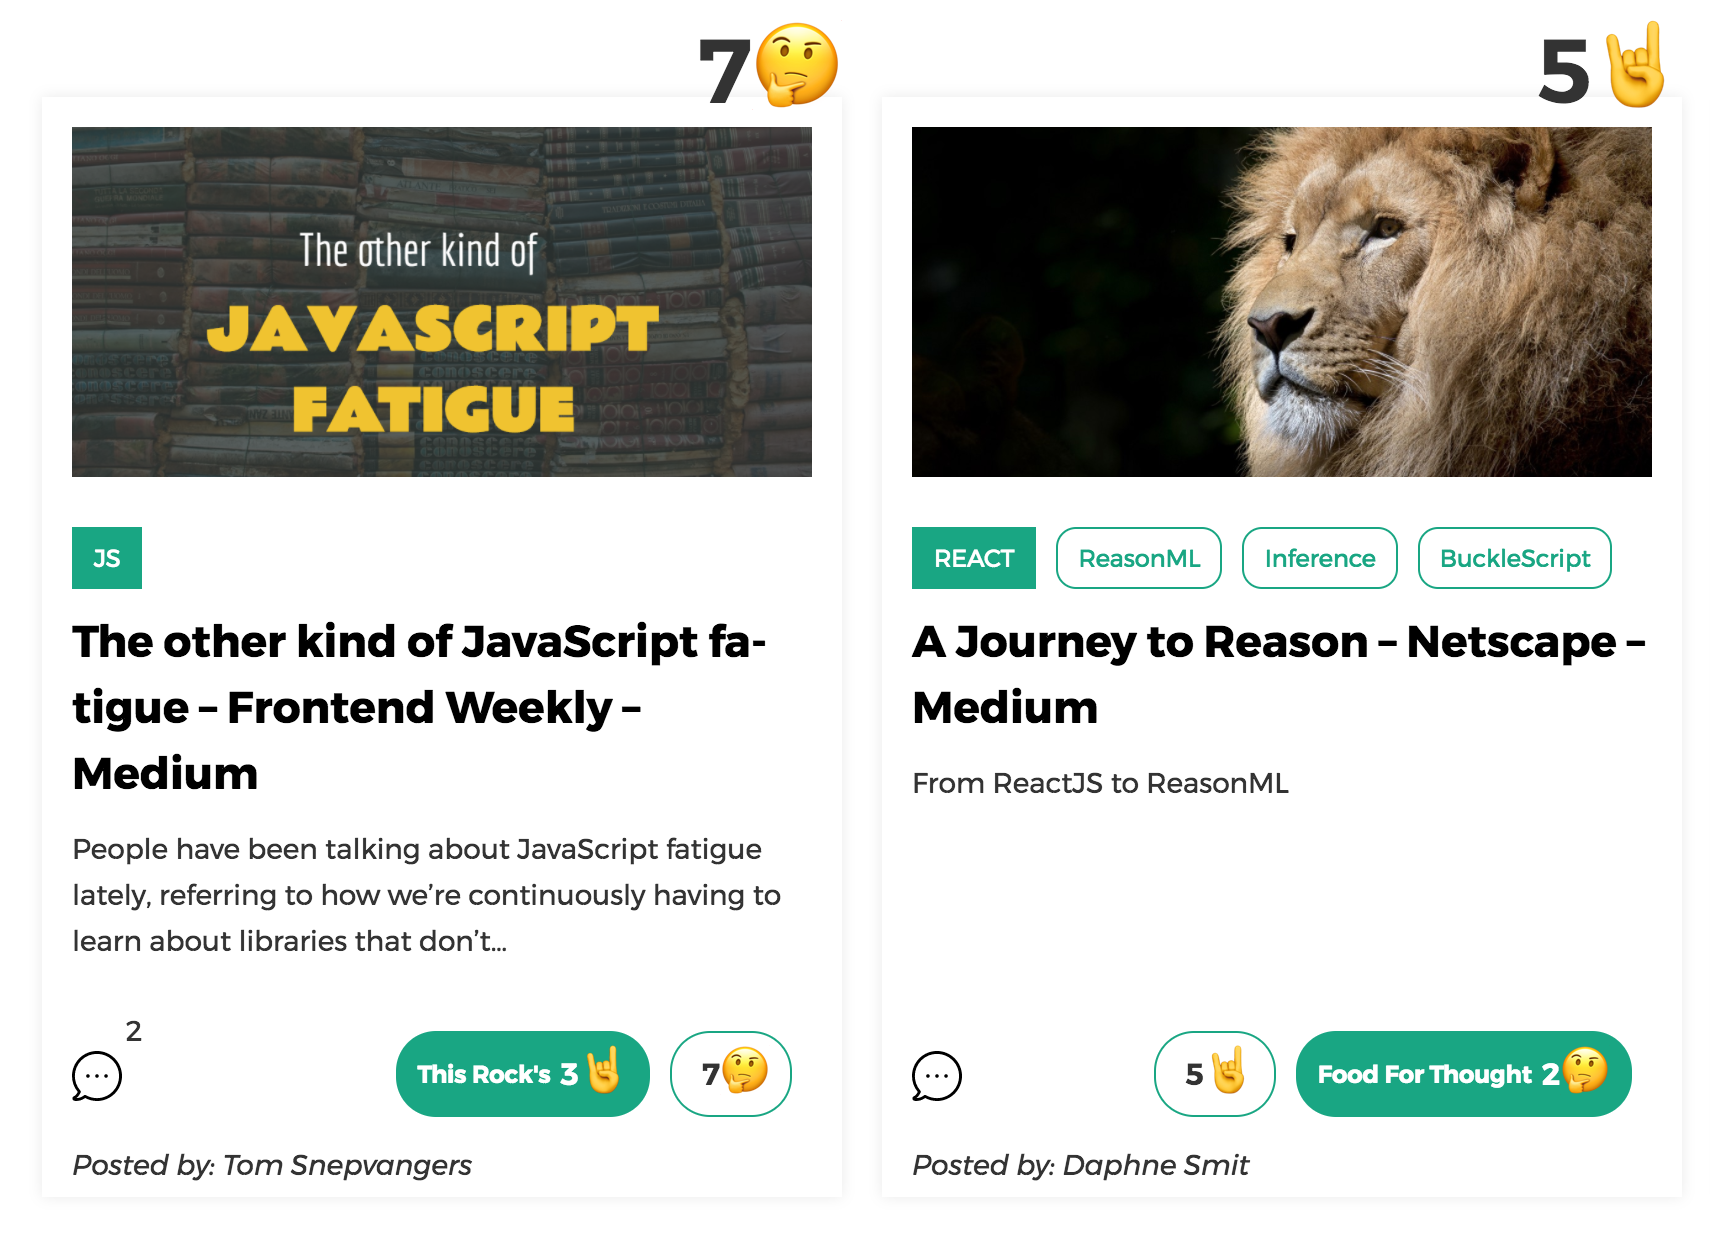 7🤔
The other kind of
JAVASCRIPT
FATIGUE
JS
The other kind of JavaScript fa-
tigue – Frontend Weekly –
Medium
People have been talking about JavaScript fatigue
lately, referring to how we’re continuously having to
learn about libraries that don’t...
2
This Rock's 3🤘
7🤔
Posted by: Tom Snepvangers
5🤘
REACT
ReasonML
Inference
BuckleScript
A Journey to Reason – Netscape –
Medium
From ReactJS to ReasonML
5🤘
Food For Thought 2🤔
Posted by: Daphne Smit